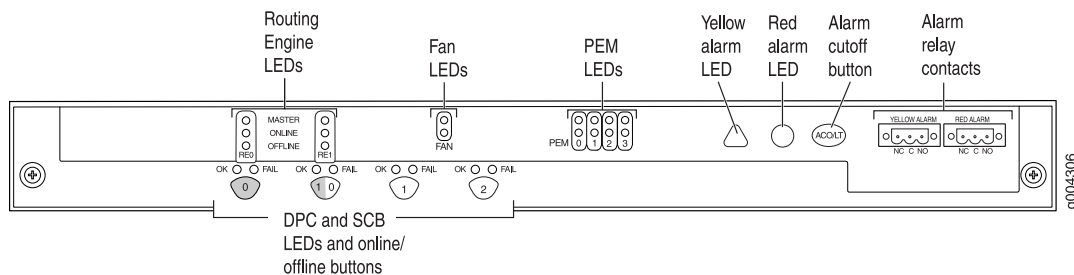 Routing
Engine
LEDs
Fan
LEDs
PEM
LEDs
Yellow
alarm
LED
Red
alarm
LED
Alarm
cutoff
button
Alarm
relay
contacts
MASTER
ONLINE
OFFLINE
RE0
RE1
FAN
PEM 0 1 2 3
ACO/LT
YELLOW ALARM
RED ALARM
NC C NO
NC C NO
OK FAIL
OK FAIL
OK FAIL
OK FAIL
0
1 0
1
2
DPC and SCB
LEDs and online/
offline buttons
g004306